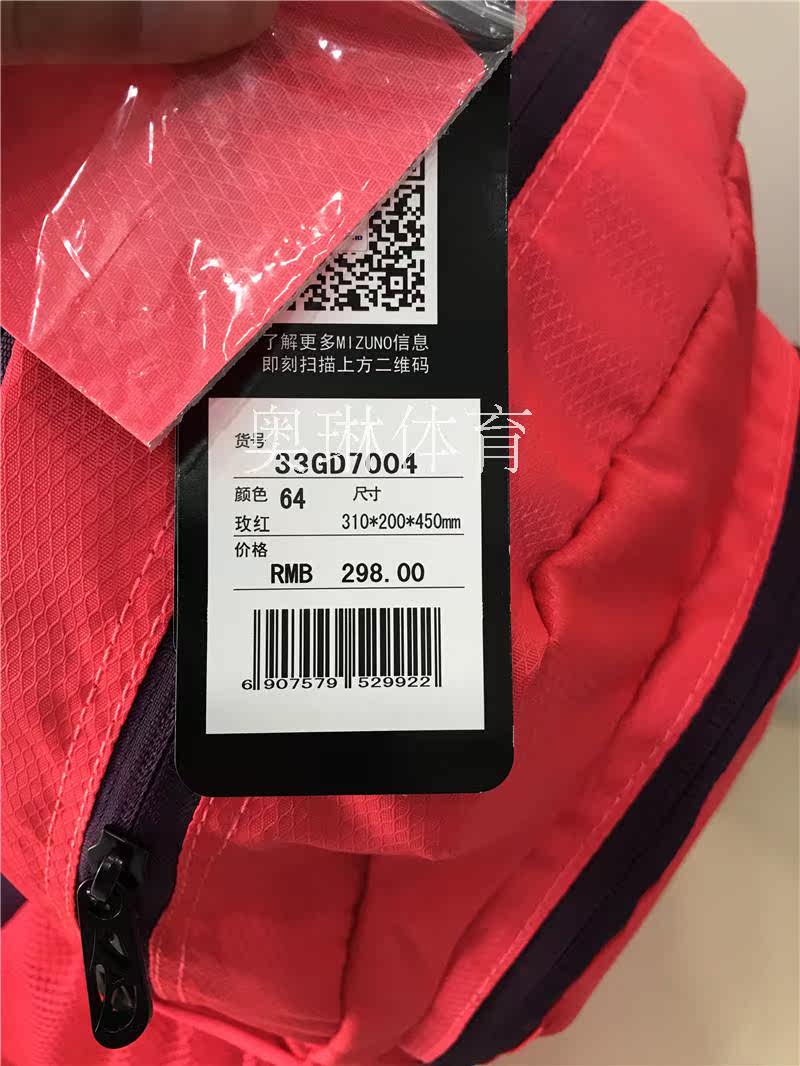 了解更多MIZUNO信息
即刻扫描上方二维码
奥琳体育
货号
33GD7004
颜色 64 尺寸
玫红 310*200*450mm
价格
RMB 298.00
6 907579 529922